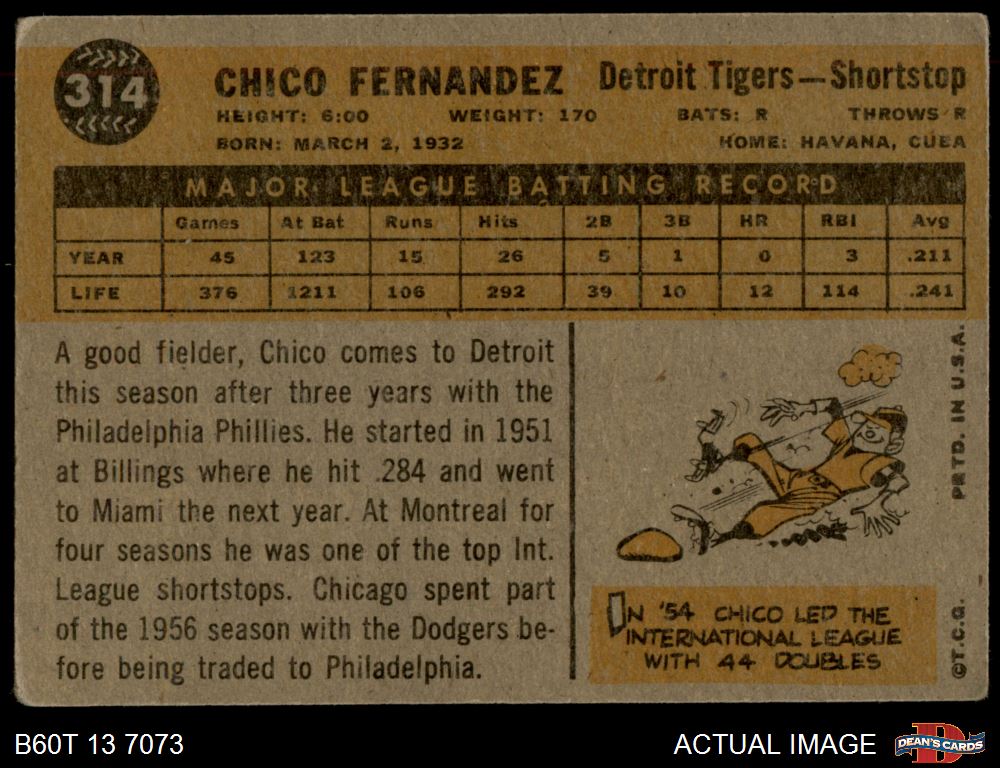 314
CHICO FERNANDEZ Detroit Tigers—Shortstop
HEIGHT: 6:00 WEIGHT: 170 BATS: R THROWS R
BORN: MARCH 2, 1932 HOME: HAVANA, CUBA
MAJOR LEAGUE BATTING RECORD
Games At Bat Runs Hits 2B 3B HR RBI Avg
YEAR 45 123 15 26 5 1 0 3 .211
LIFE 376 1211 106 292 39 10 12 114 .241
A good fielder, Chico comes to Detroit
this season after three years with the
Philadelphia Phillies. He started in 1951
at Billings where he hit .284 and went
to Miami the next year. At Montreal for
four seasons he was one of the top Int.
League shortstops. Chicago spent part
of the 1956 season with the Dodgers be-
fore being traded to Philadelphia.
IN '54 CHICO LED THE
INTERNATIONAL LEAGUE
WITH 44 DOUBLES
©T.C.G. PRTD. IN U.S.A.
B60T 13 7073
ACTUAL IMAGE
DEAN'S CARDS